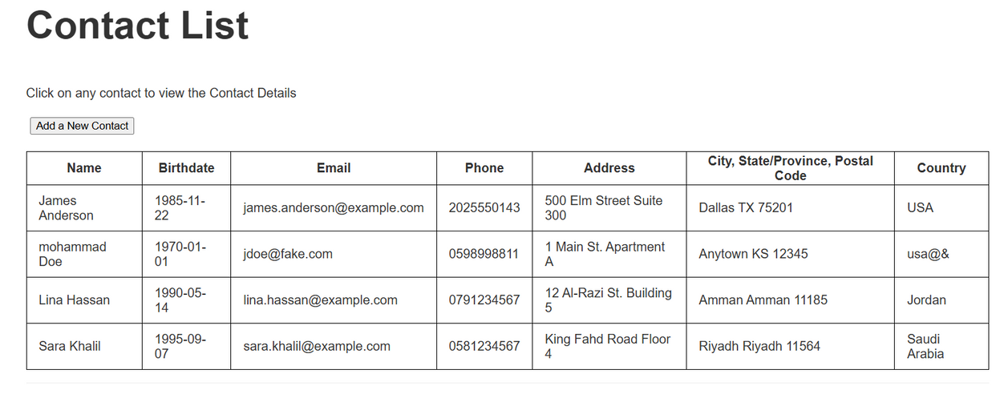 Contact List
Click on any contact to view the Contact Details
Add a New Contact
Name Birthdate Email Phone Address City, State/Province, Postal Code Country
James Anderson 1985-11-22 james.anderson@example.com 2025550143 500 Elm Street Suite 300 Dallas TX 75201 USA
mohammad Doe 1970-01-01 jdoe@fake.com 0598998811 1 Main St. Apartment A Anytown KS 12345 usa@&
Lina Hassan 1990-05-14 lina.hassan@example.com 0791234567 12 Al-Razi St. Building 5 Amman Amman 11185 Jordan
Sara Khalil 1995-09-07 sara.khalil@example.com 0581234567 King Fahd Road Floor 4 Riyadh Riyadh 11564 Saudi Arabia